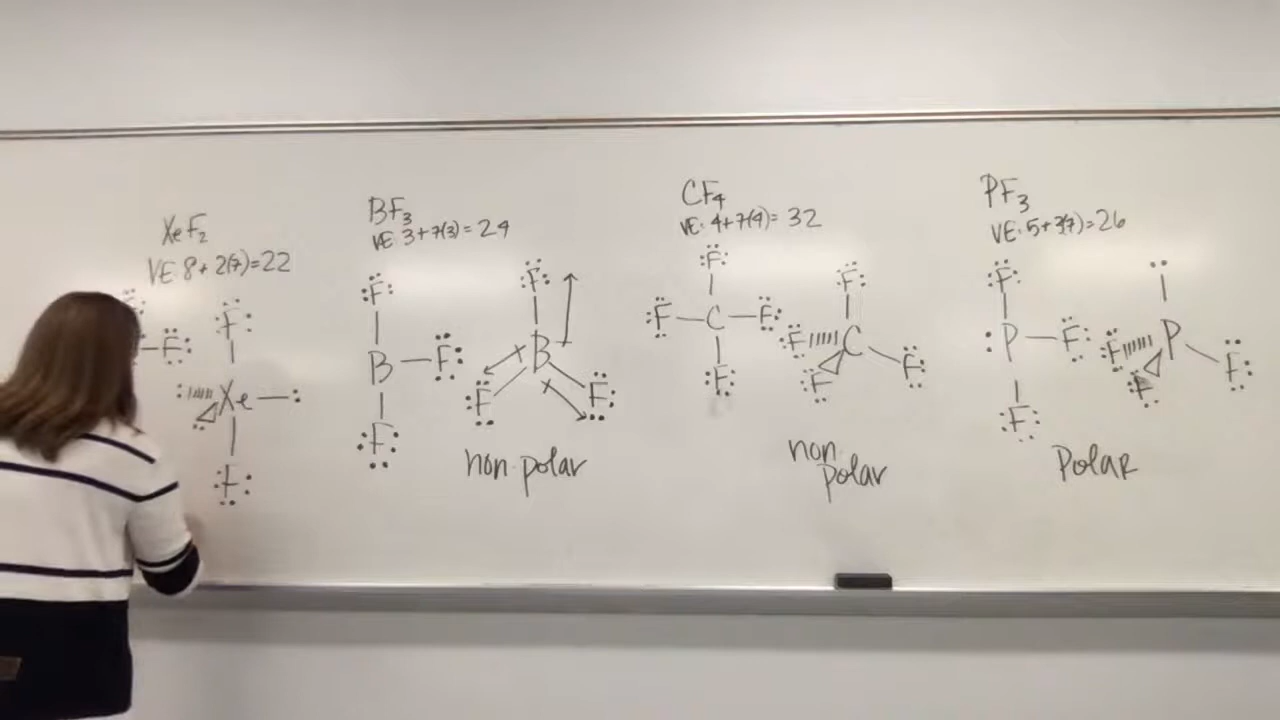 XeF₂
VE: 8 + 2(7) = 22
F
F
Xe
F
BF₃
VE: 3 + 7(3) = 24
F
B — F
F
F
B
F F
non-polar
CF₄
VE: 4 + 7(4) = 32
F
F — C — F
F
F
F C
F F
non
polar
PF₃
VE: 5 + 3(7) = 26
F
P — F
F
F P
F F
POLAR